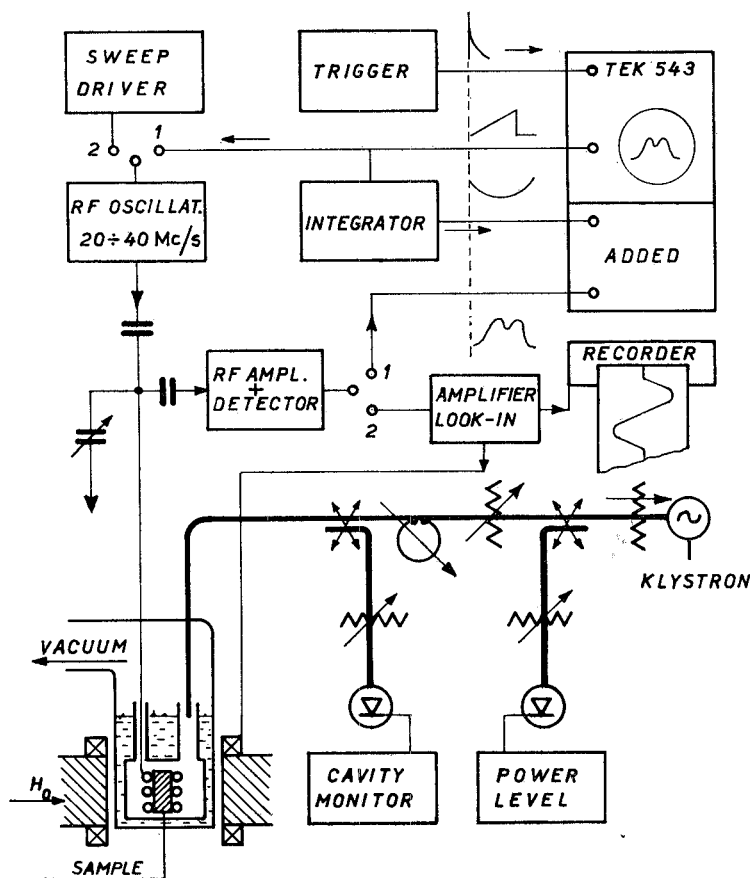 SWEEP
DRIVER
TRIGGER
TEK 543
2
1
RF OSCILLAT.
20÷40 Mc/s
INTEGRATOR
ADDED
RF AMPL.
+
DETECTOR
1
2
AMPLIFIER
LOOK-IN
RECORDER
KLYSTRON
VACUUM
H₀
CAVITY
MONITOR
POWER
LEVEL
SAMPLE